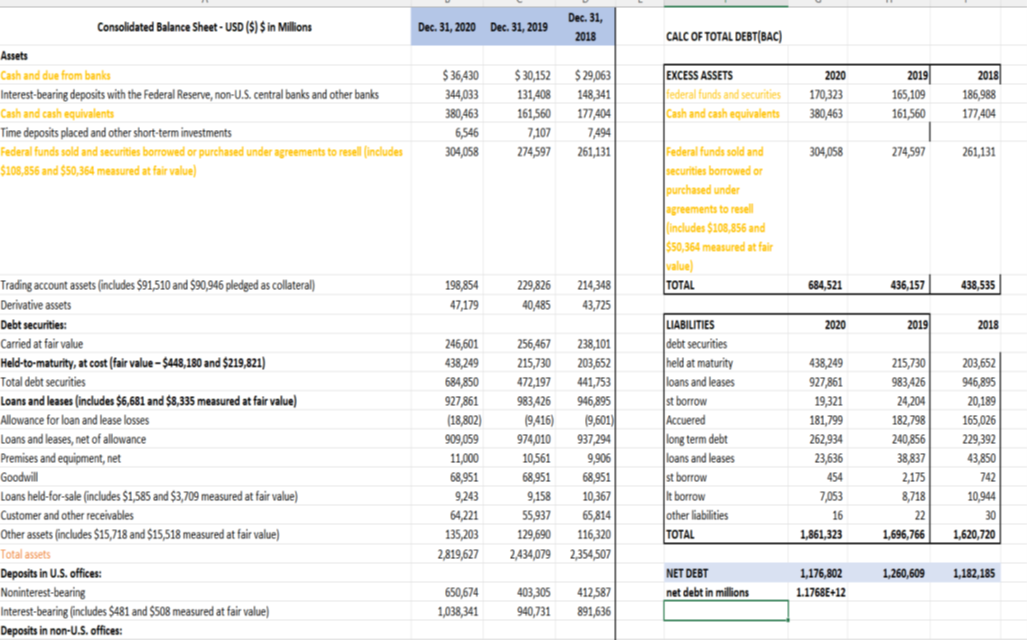 Consolidated Balance Sheet - USD ($) $ in Millions Dec. 31, 2020 Dec. 31, 2019 Dec. 31, 2018
Assets
Cash and due from banks $ 36,430 $ 30,152 $ 29,063
Interest-bearing deposits with the Federal Reserve, non-U.S. central banks and other banks 344,033 131,408 148,341
Cash and cash equivalents 380,463 161,560 177,404
Time deposits placed and other short-term investments 6,546 7,107 7,494
Federal funds sold and securities borrowed or purchased under agreements to resell (includes 304,058 274,597 261,131
$108,856 and $50,364 measured at fair value)
Trading account assets (includes $91,510 and $90,946 pledged as collateral) 198,854 229,826 214,348
Derivative assets 47,179 40,485 43,725
Debt securities:
Carried at fair value 246,601 256,467 238,101
Held-to-maturity, at cost (fair value – $448,180 and $219,821) 438,249 215,730 203,652
Total debt securities 684,850 472,197 441,753
Loans and leases (includes $6,681 and $8,335 measured at fair value) 927,861 983,426 946,895
Allowance for loan and lease losses (18,802) (9,416) (9,601)
Loans and leases, net of allowance 909,059 974,010 937,294
Premises and equipment, net 11,000 10,561 9,906
Goodwill 68,951 68,951 68,951
Loans held-for-sale (includes $1,585 and $3,709 measured at fair value) 9,243 9,158 10,367
Customer and other receivables 64,221 55,937 65,814
Other assets (includes $15,718 and $15,518 measured at fair value) 135,203 129,690 116,320
Total assets 2,819,627 2,434,079 2,354,507
Deposits in U.S. offices:
Noninterest-bearing 650,674 403,305 412,587
Interest-bearing (includes $481 and $508 measured at fair value) 1,038,341 940,731 891,636
Deposits in non-U.S. offices:
CALC OF TOTAL DEBT(BAC)
EXCESS ASSETS 2020 2019 2018
federal funds and securities 170,323 165,109 186,988
Cash and cash equivalents 380,463 161,560 177,404
Federal funds sold and 304,058 274,597 261,131
securities borrowed or
purchased under
agreements to resell
(includes $108,856 and
$50,364 measured at fair
value)
TOTAL 684,521 436,157 438,535
LIABILITIES 2020 2019 2018
debt securities
held at maturity 438,249 215,730 203,652
loans and leases 927,861 983,426 946,895
st borrow 19,321 24,204 20,189
Accuered 181,799 182,798 165,026
long term debt 262,934 240,856 229,392
loans and leases 23,636 38,837 43,850
st borrow 454 2,175 742
lt borrow 7,053 8,718 10,944
other liabilities 16 22 30
TOTAL 1,861,323 1,696,766 1,620,720
NET DEBT 1,176,802 1,260,609 1,182,185
net debt in millions 1.1768E+12